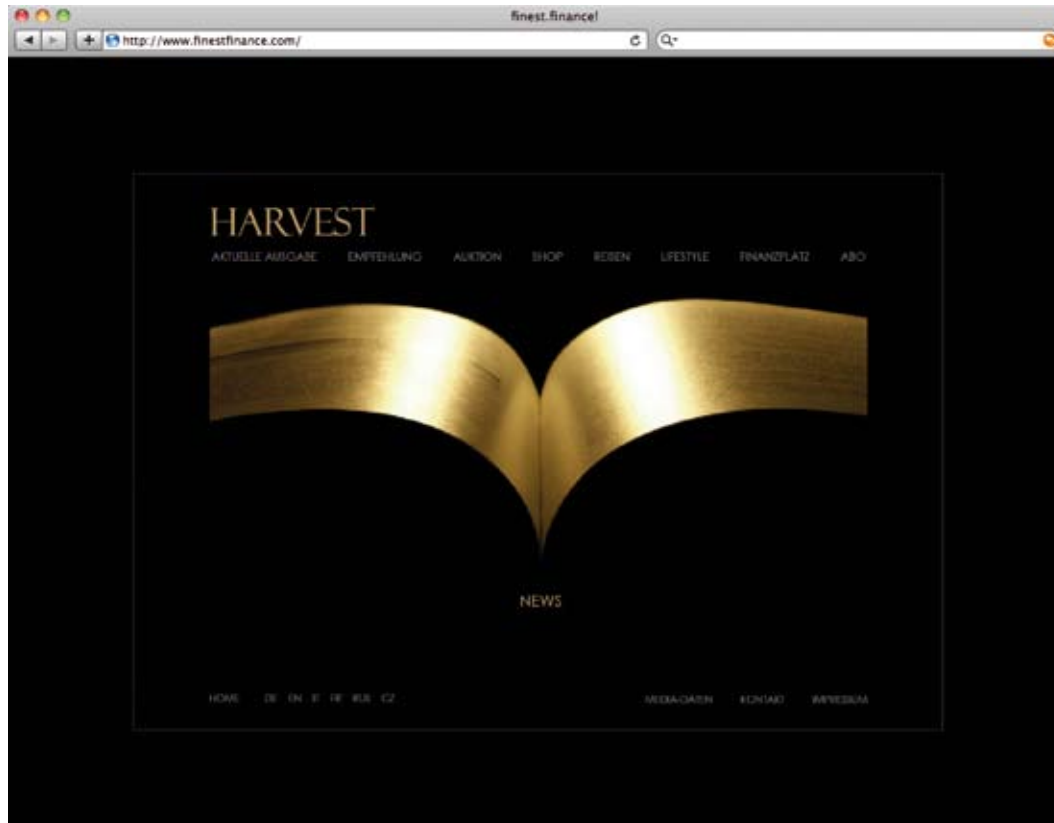 finest.finance!
http://www.finestfinance.com/
HARVEST
AKTUELLE AUSGABE EMPFEHLUNG AUKTION SHOP REISEN LIFESTYLE FINANZPLATZ ABO
NEWS
HOME DE EN IT FR RUS CZ MEDIA-DATEN KONTAKT IMPRESSUM